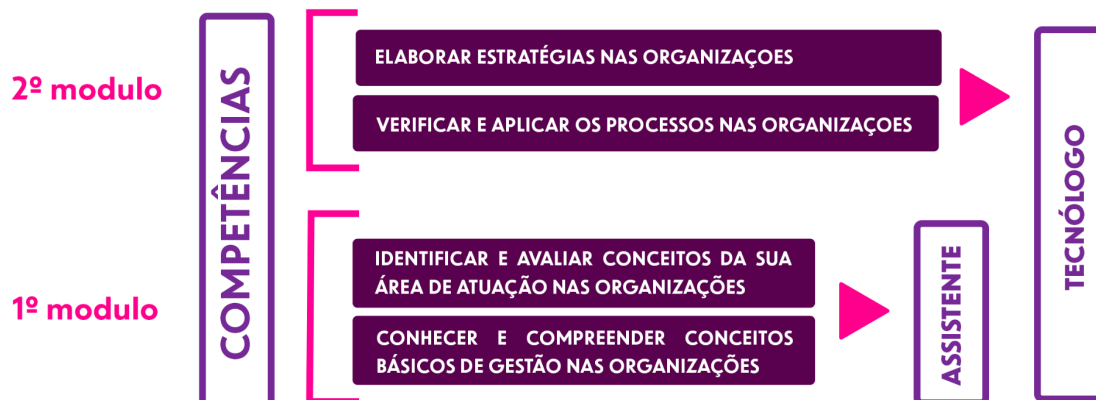 2º modulo
COMPETÊNCIAS
ELABORAR ESTRATÉGIAS NAS ORGANIZAÇOES
VERIFICAR E APLICAR OS PROCESSOS NAS ORGANIZAÇOES
TECNÓLOGO
1º modulo
IDENTIFICAR E AVALIAR CONCEITOS DA SUA
ÁREA DE ATUAÇÃO NAS ORGANIZAÇÕES
CONHECER E COMPREENDER CONCEITOS
BÁSICOS DE GESTÃO NAS ORGANIZAÇÕES
ASSISTENTE